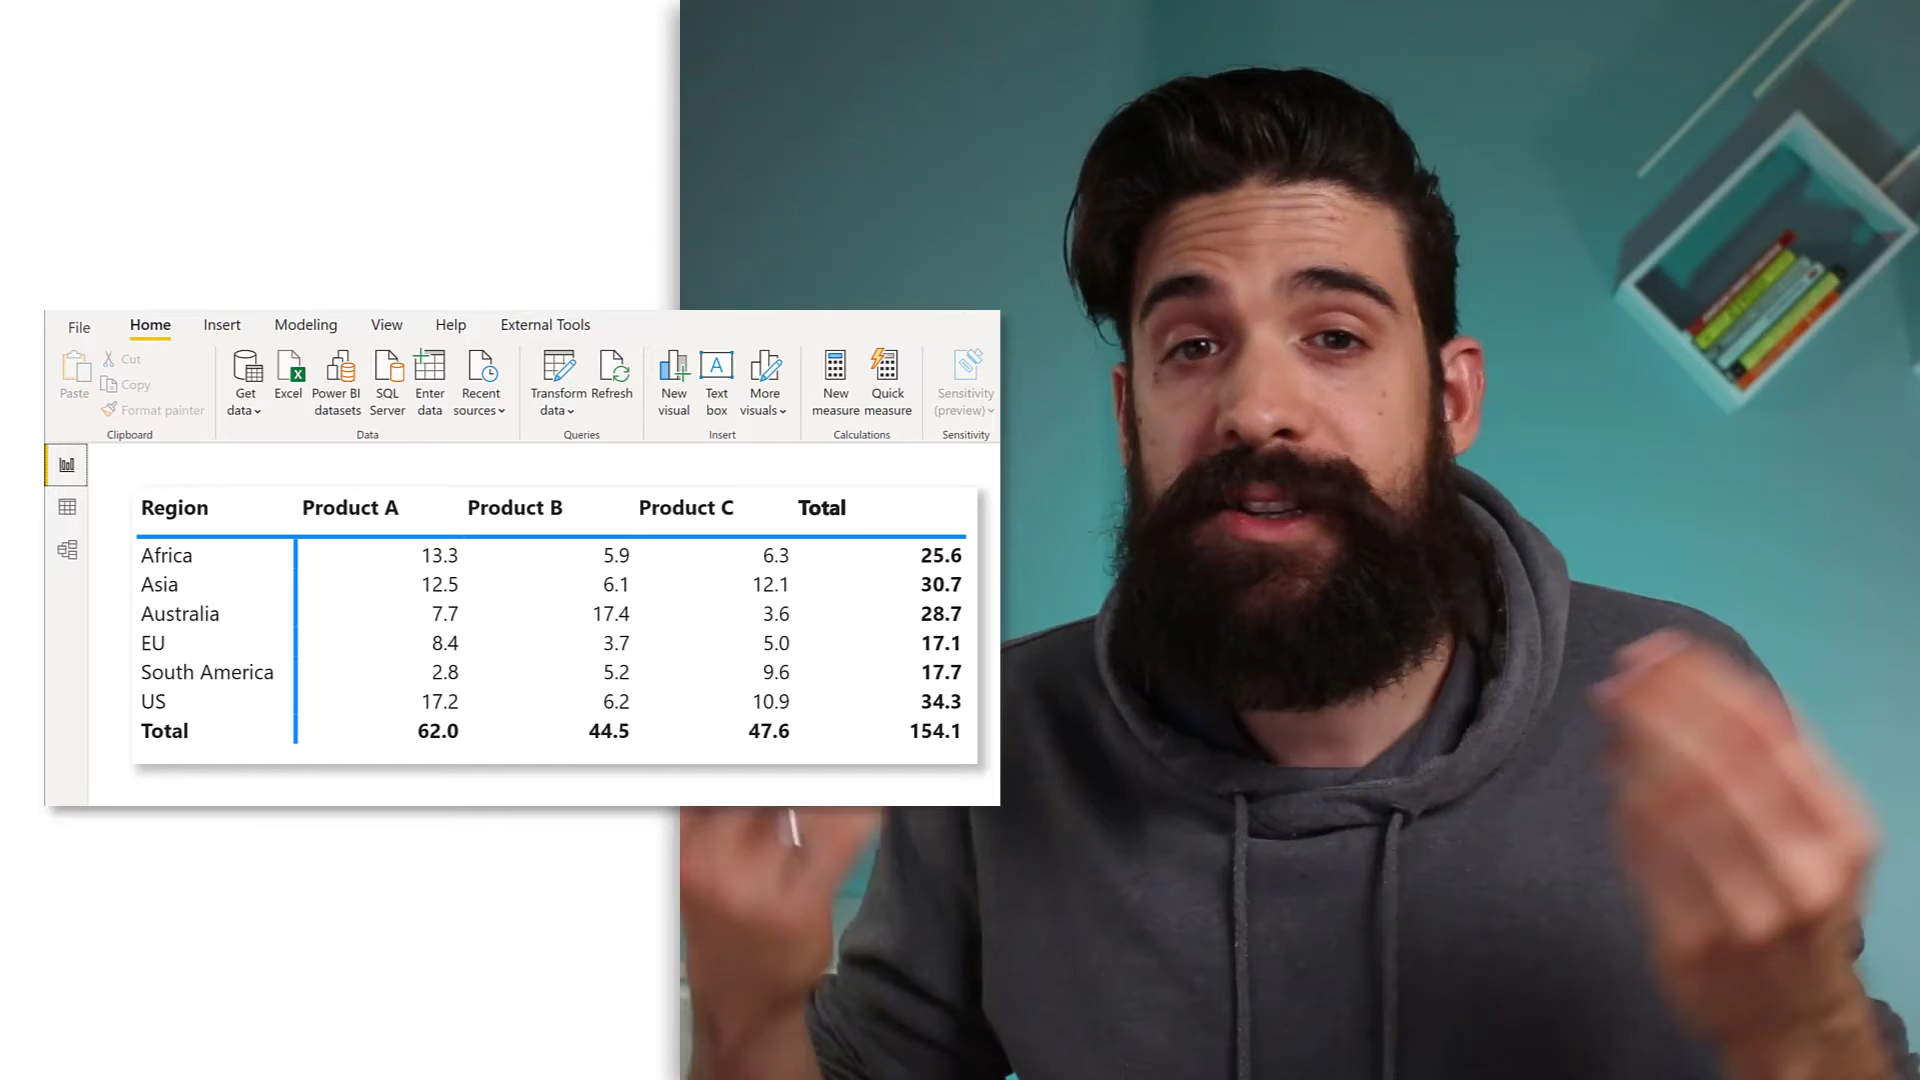 File Home Insert Modeling View Help External Tools
Paste
Cut
Copy
Format painter
Clipboard
Get data
Excel
Power BI datasets
SQL Server
Enter data
Recent sources
Data
Transform data
Refresh
Queries
New visual
A
Text box
More visuals
Insert
New measure
Quick measure
Calculations
Sensitivity (preview)
Sensitivity
Region Product A Product B Product C Total
Africa 13.3 5.9 6.3 25.6
Asia 12.5 6.1 12.1 30.7
Australia 7.7 17.4 3.6 28.7
EU 8.4 3.7 5.0 17.1
South America 2.8 5.2 9.6 17.7
US 17.2 6.2 10.9 34.3
Total 62.0 44.5 47.6 154.1